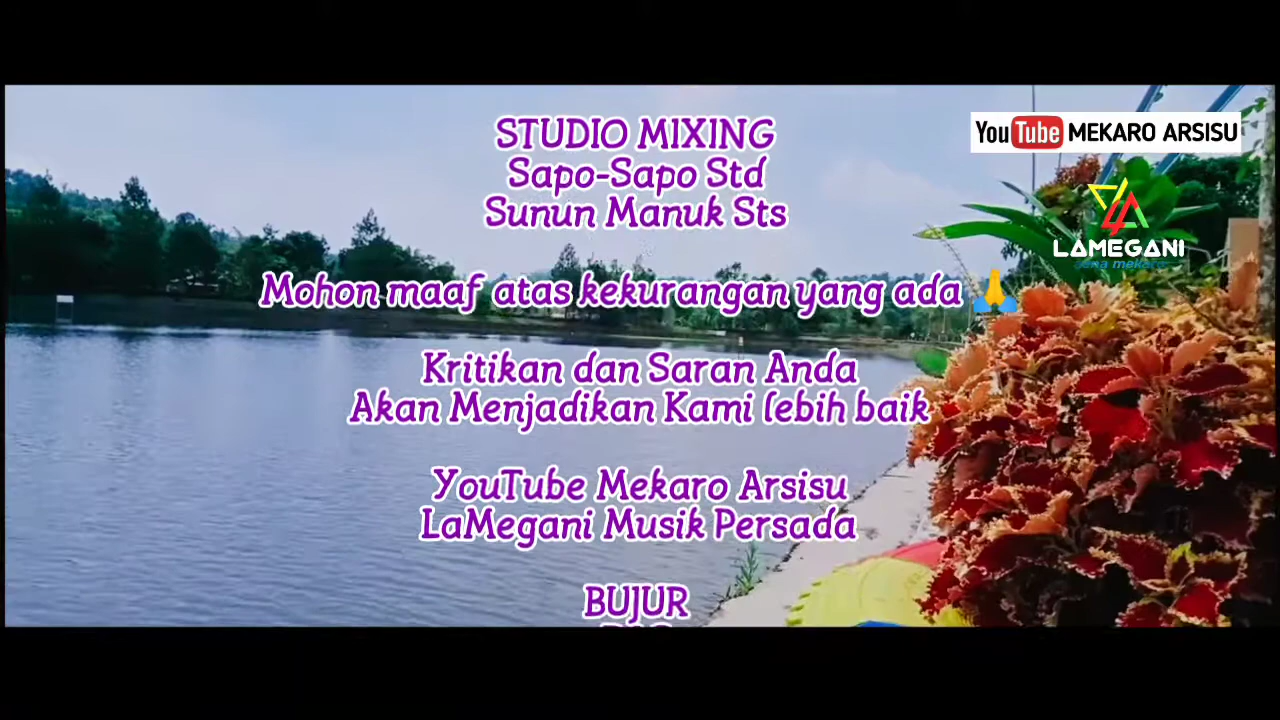 STUDIO MIXING
Sapo-Sapo Std
Sunun Manuk Sts
Mohon maaf atas kekurangan yang ada 🙏
Kritikan dan Saran Anda
Akan Menjadikan Kami lebih baik
YouTube Mekaro Arsisu
LaMegani Musik Persada
BUJUR
YouTube MEKARO ARSISU
LAMEGANI